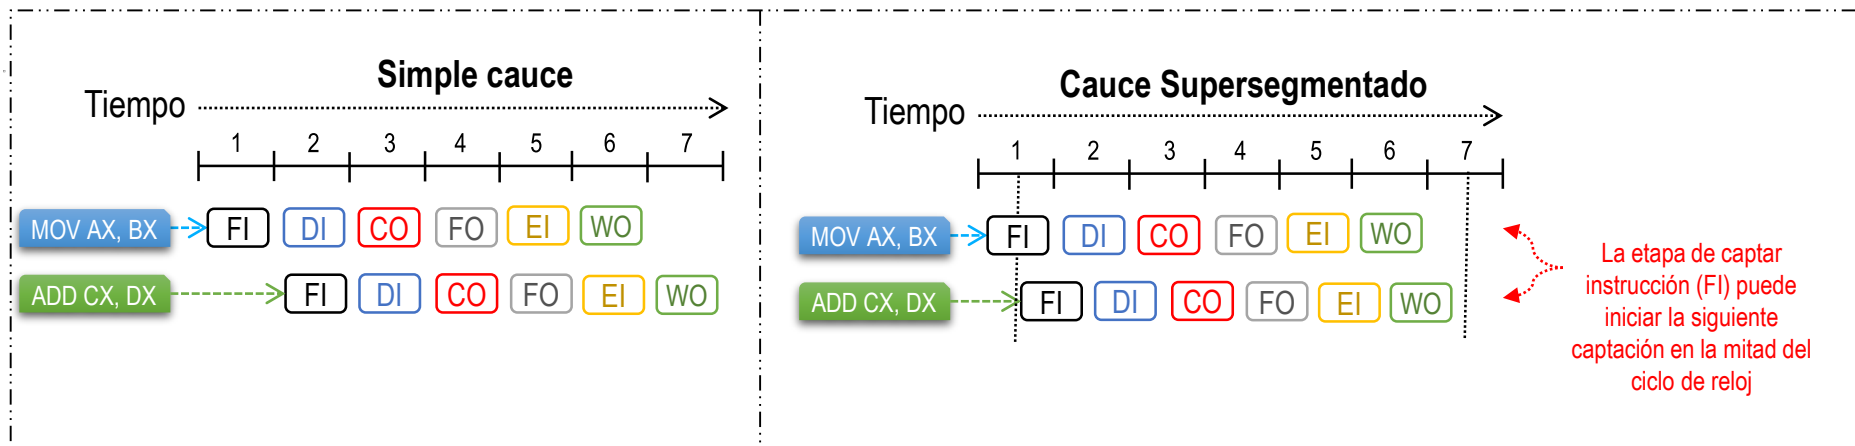 Simple cauce
Tiempo
1 2 3 4 5 6 7
MOV AX, BX FI DI CO FO EI WO
ADD CX, DX FI DI CO FO EI WO
Cauce Supersegmentado
Tiempo
1 2 3 4 5 6 7
MOV AX, BX FI DI CO FO EI WO
ADD CX, DX FI DI CO FO EI WO
La etapa de captar
instrucción (FI) puede
iniciar la siguiente
captación en la mitad del
ciclo de reloj